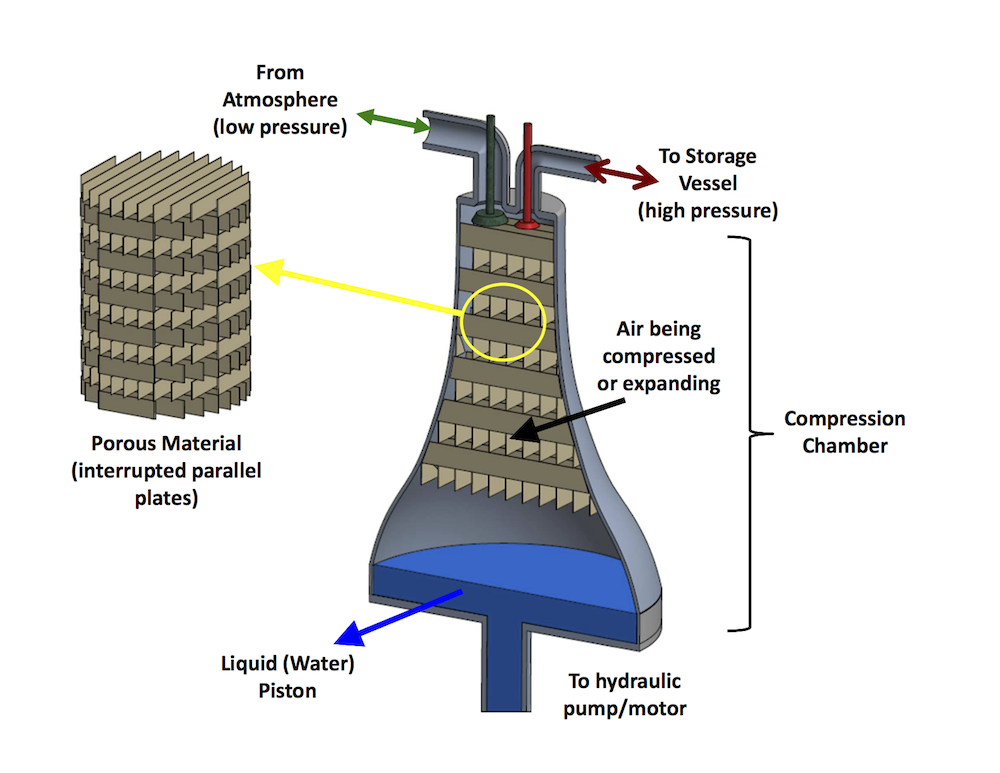 From
Atmosphere
(low pressure)
To Storage
Vessel
(high pressure)
Air being
compressed
or expanding
Compression
Chamber
Porous Material
(interrupted parallel
plates)
Liquid (Water)
Piston
To hydraulic
pump/motor